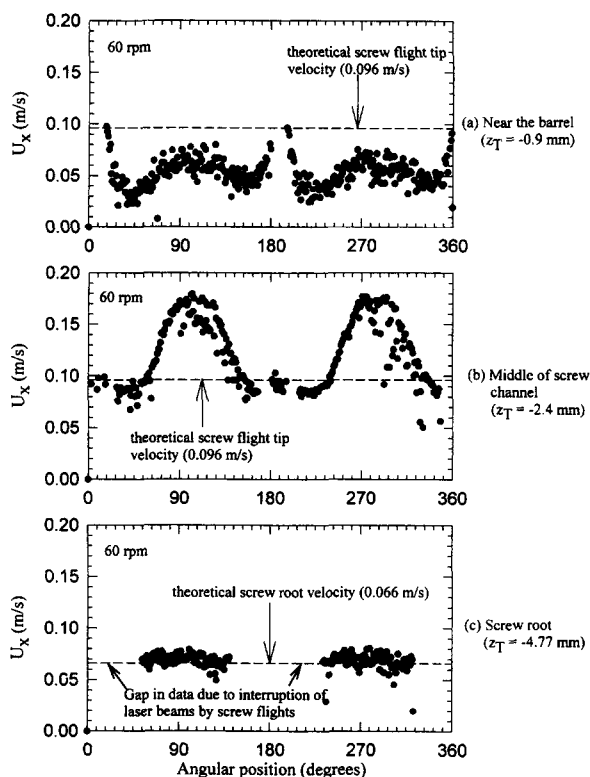 0.20
60 rpm
theoretical screw flight tip
velocity (0.096 m/s)
0.15
0.10
0.05
0.00
U_X (m/s)
0 90 180 270 360
(a) Near the barrel
(z_T = -0.9 mm)
0.20
60 rpm
0.15
0.10
0.05
0.00
U_X (m/s)
theoretical screw flight tip
velocity (0.096 m/s)
0 90 180 270 360
(b) Middle of screw
channel
(z_T = -2.4 mm)
0.20
60 rpm
0.15
theoretical screw root velocity (0.066 m/s)
0.10
0.05
0.00
U_X (m/s)
Gap in data due to interruption of
laser beams by screw flights
0 90 180 270 360
Angular position (degrees)
(c) Screw root
(z_T = -4.77 mm)